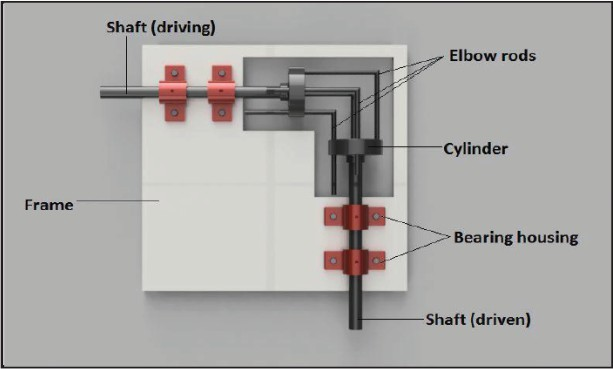 Shaft (driving)
Elbow rods
Cylinder
Frame
Bearing housing
Shaft (driven)